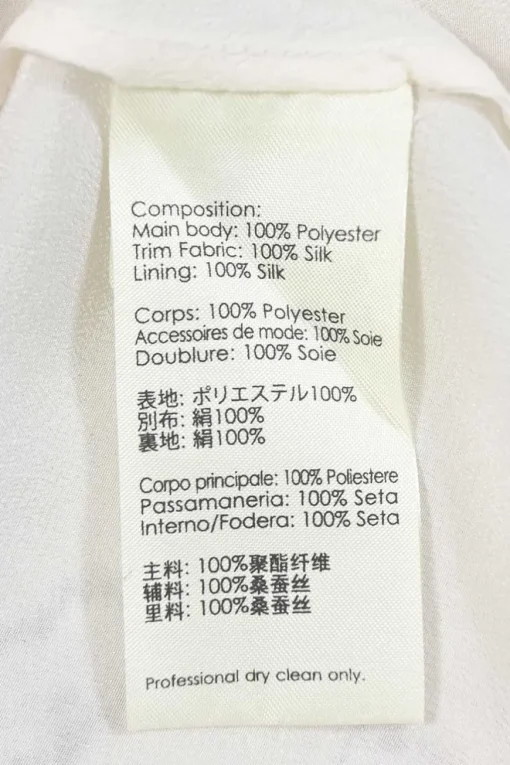 Composition:
Main body: 100% Polyester
Trim Fabric: 100% Silk
Lining: 100% Silk
Corps: 100% Polyester
Accessoires de mode: 100% Soie
Doublure: 100% Soie
表地: ポリエステル100%
別布: 絹100%
裏地: 絹100%
Corpo principale: 100% Poliestere
Passamaneria: 100% Seta
Interno/Fodera: 100% Seta
主料: 100%聚酯纤维
辅料: 100%桑蚕丝
里料: 100%桑蚕丝
Professional dry clean only.